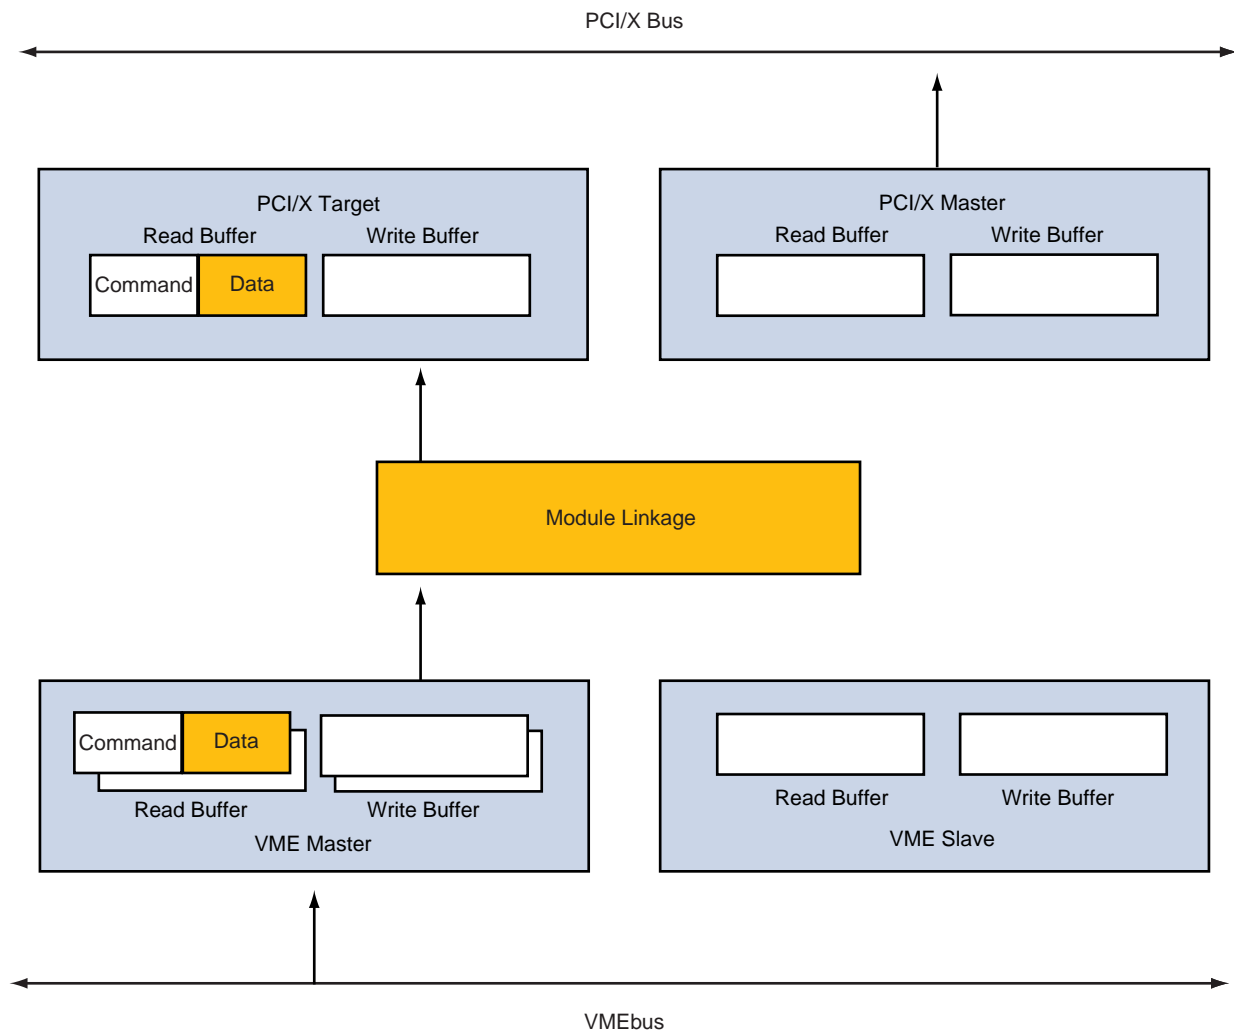 PCI/X Bus
PCI/X Target
Read Buffer Write Buffer
Command Data
PCI/X Master
Read Buffer Write Buffer
Module Linkage
Command Data
Read Buffer Write Buffer
VME Master
Read Buffer Write Buffer
VME Slave
VMEbus